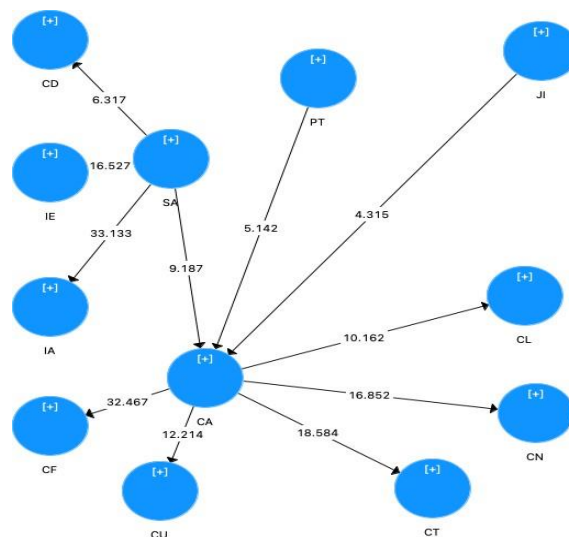 [+]
CD
[+]
PT
[+]
JI
6.317
[+]
IE
16.527
[+]
SA
33.133
5.142
4.315
9.187
[+]
IA
[+]
CL
10.162
[+]
CA
32.467
[+]
CF
12.214
16.852
[+]
CN
18.584
[+]
CU
[+]
CT